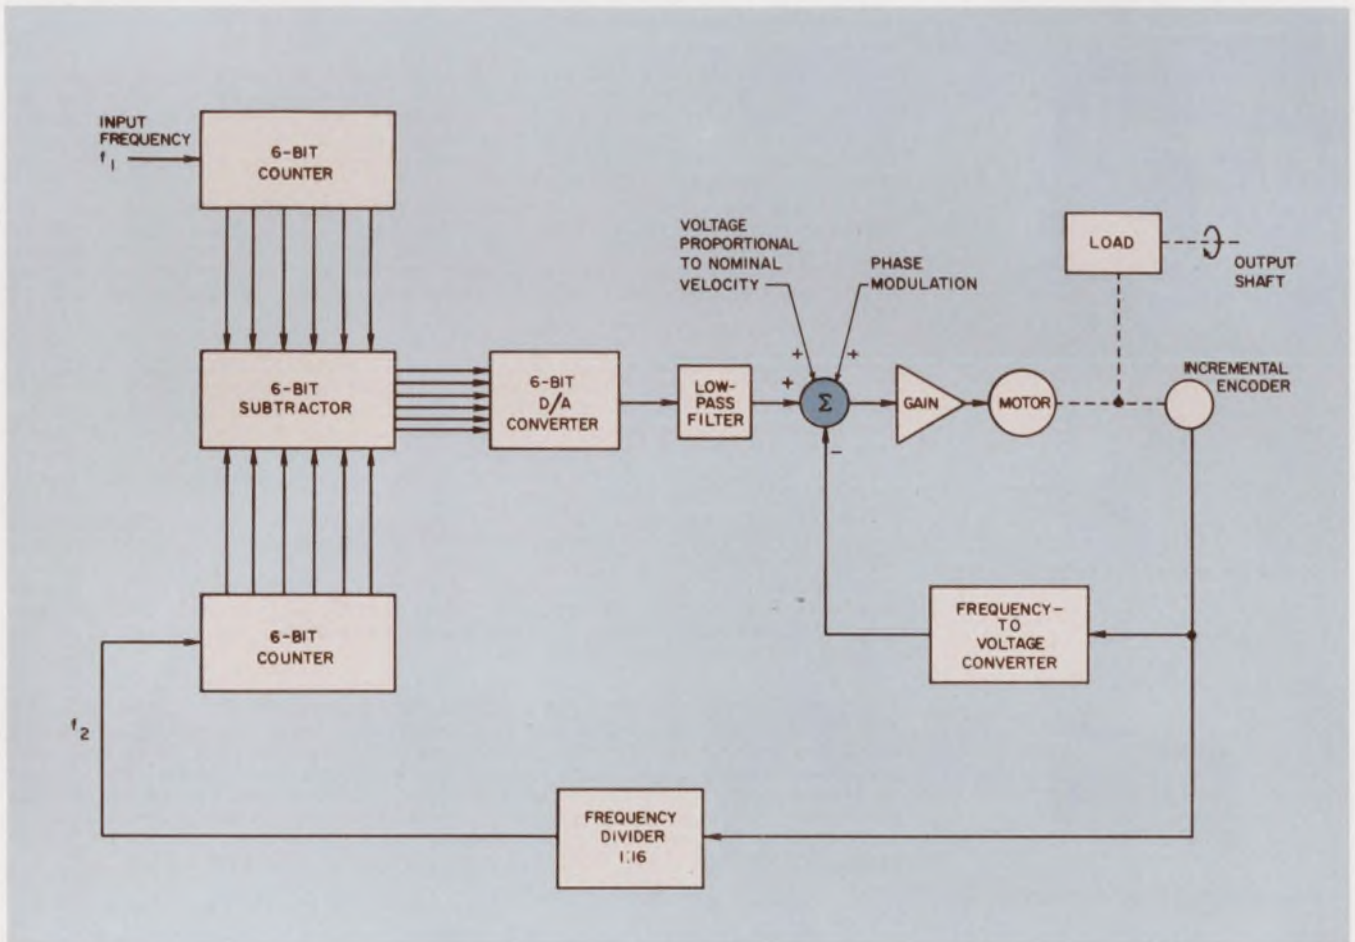 INPUT
FREQUENCY
f1
6-BIT
COUNTER
VOLTAGE
PROPORTIONAL
TO NOMINAL
VELOCITY
PHASE
MODULATION
LOAD
OUTPUT
SHAFT
6-BIT
SUBTRACTOR
6-BIT
D/A
CONVERTER
LOW-
PASS
FILTER
+
+
+
Σ
-
GAIN
MOTOR
INCREMENTAL
ENCODER
6-BIT
COUNTER
FREQUENCY-
TO
VOLTAGE
CONVERTER
f2
FREQUENCY
DIVIDER
1:16